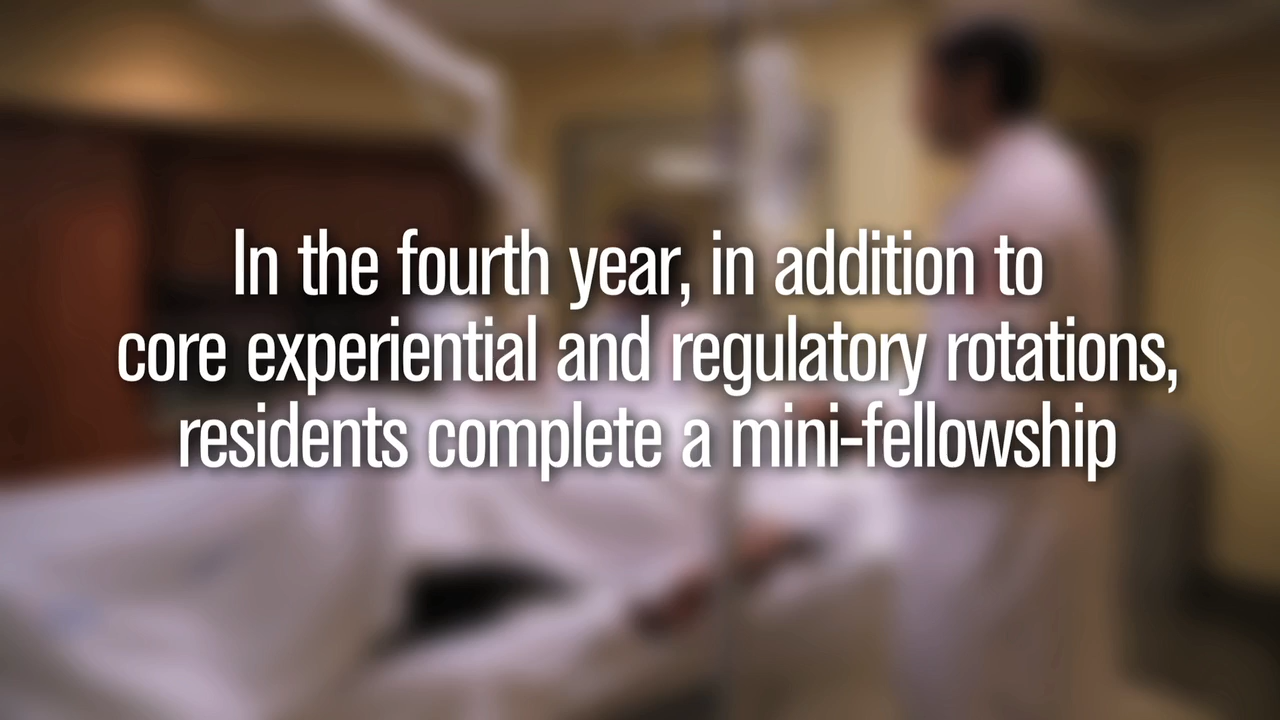 In the fourth year, in addition to
core experiential and regulatory rotations,
residents complete a mini-fellowship